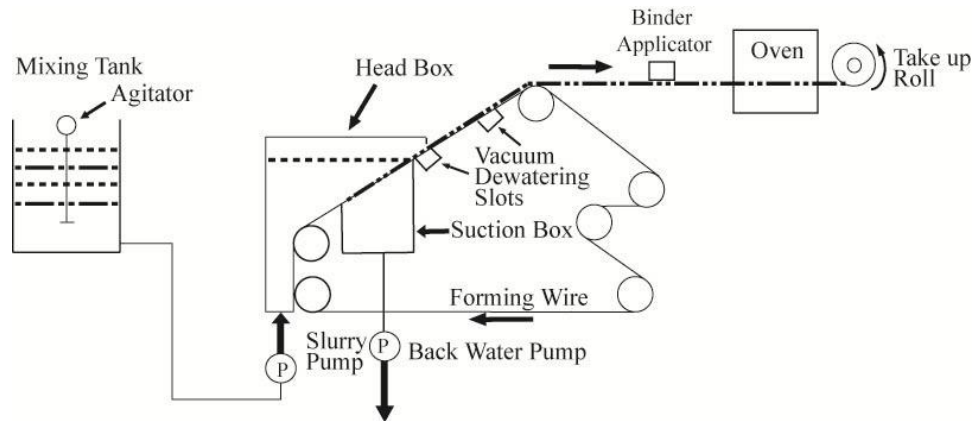 Mixing Tank
Agitator
Head Box
Binder
Applicator
Oven
Take up
Roll
Vacuum
Dewatering
Slots
Suction Box
Forming Wire
Slurry
Pump
P
P
Back Water Pump